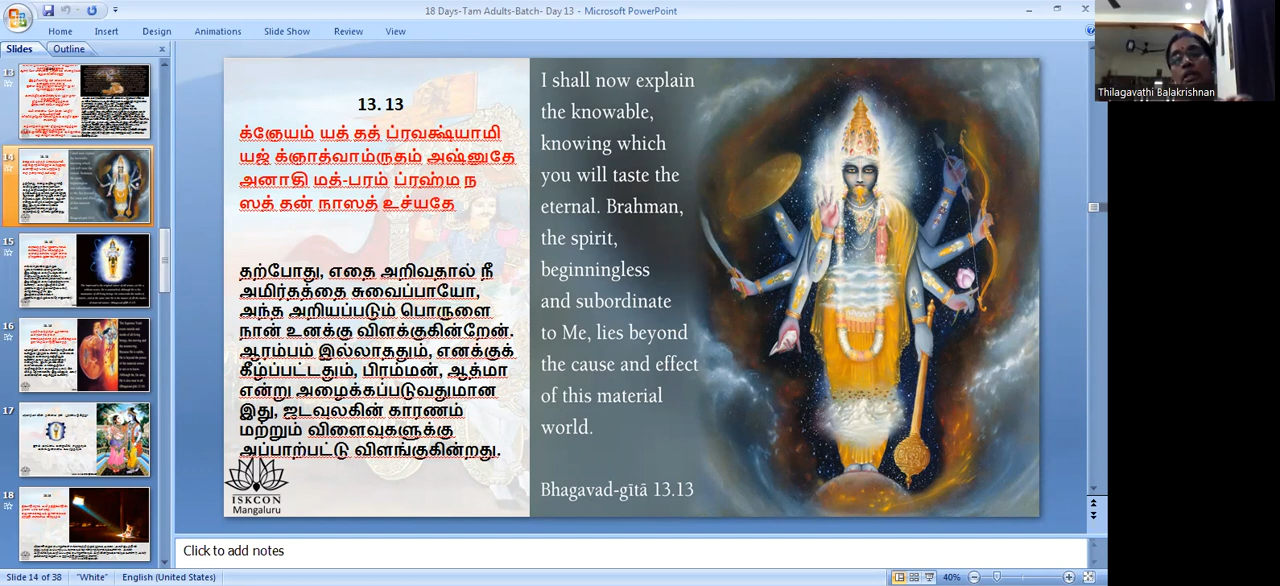 18 Days-Tam Adults-Batch- Day 13 - Microsoft PowerPoint
Home Insert Design Animations Slide Show Review View
Slides Outline
Thilagavathi Balakrishnan
13
14
15
16
17
18
13. 13
க்ஞேயம் யத் தத் ப்ரவக்ஷ்யாமி
யஜ் க்ஞாத்வாம்ருதம் அஷ்னுதே
அனாதி மத்-பரம் ப்ரஹ்ம ந
ஸத் தன் நாஸத் உச்யதே
தற்போது, எதை அறிவதால் நீ
அமிர்தத்தை சுவைப்பாயோ,
அந்த அறியப்படும் பொருளை
நான் உனக்கு விளக்குகின்றேன்.
ஆரம்பம் இல்லாததும், எனக்குக்
கீழ்ப்பட்டதும், பிரம்மன், ஆத்மா
என்று அழைக்கப்படுவதுமான
இது, ஜடவுலகின் காரணம்
மற்றும் விளைவுகளுக்கு
அப்பாற்பட்டு விளங்குகின்றது.
ISKCON
Mangaluru
I shall now explain
the knowable,
knowing which
you will taste the
eternal. Brahman,
the spirit,
beginningless
and subordinate
to Me, lies beyond
the cause and effect
of this material
world.
Bhagavad-gītā 13.13
Click to add notes
Slide 14 of 38 "White" English (United States) 40%